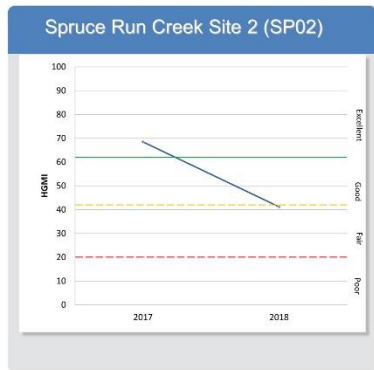 Spruce Run Creek Site 2 (SP02)
100
90
80
70
60
50
40
30
20
10
0
HGMI
Excellent
Good
Fair
Poor
2017 2018